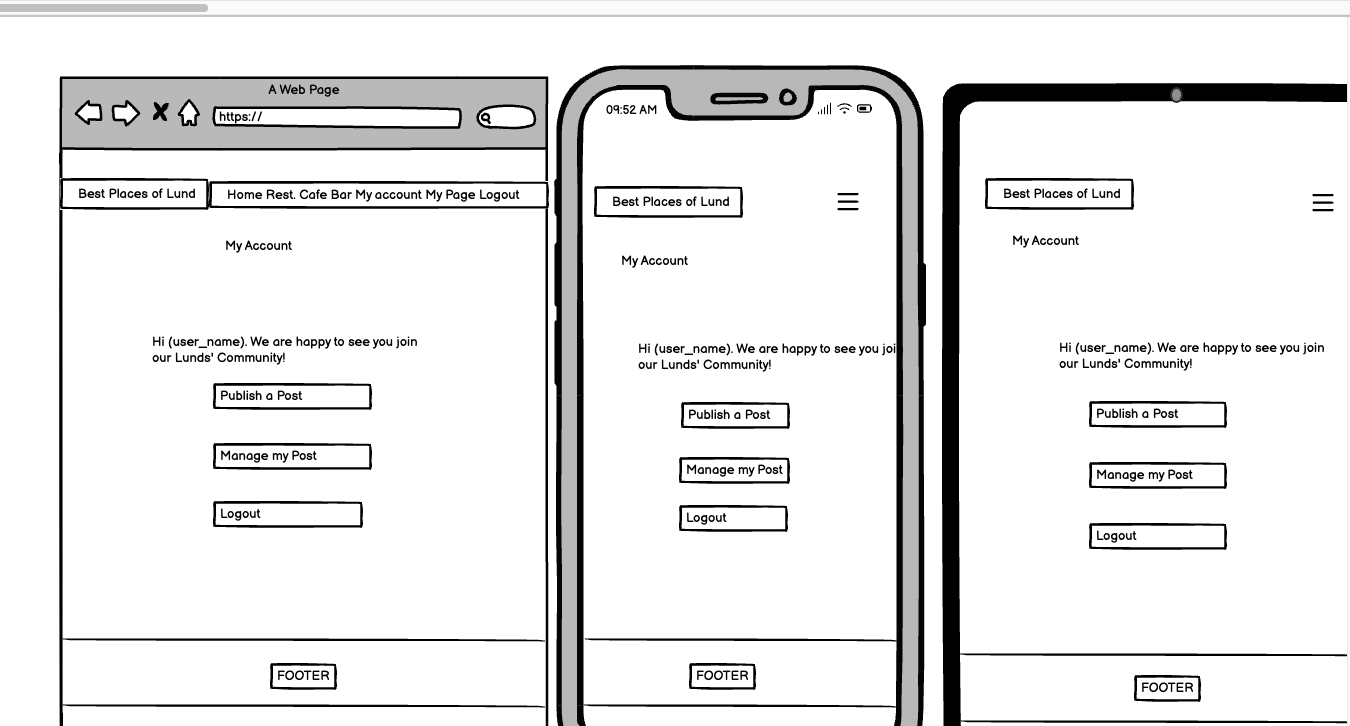 A Web Page
https://
Best Places of Lund
Home Rest. Cafe Bar My account My Page Logout
My Account
Hi (user_name). We are happy to see you join
our Lunds' Community!
Publish a Post
Manage my Post
Logout
FOOTER
09:52 AM
Best Places of Lund
My Account
Hi (user_name). We are happy to see you joi
our Lunds' Community!
Publish a Post
Manage my Post
Logout
FOOTER
Best Places of Lund
My Account
Hi (user_name). We are happy to see you join
our Lunds' Community!
Publish a Post
Manage my Post
Logout
FOOTER